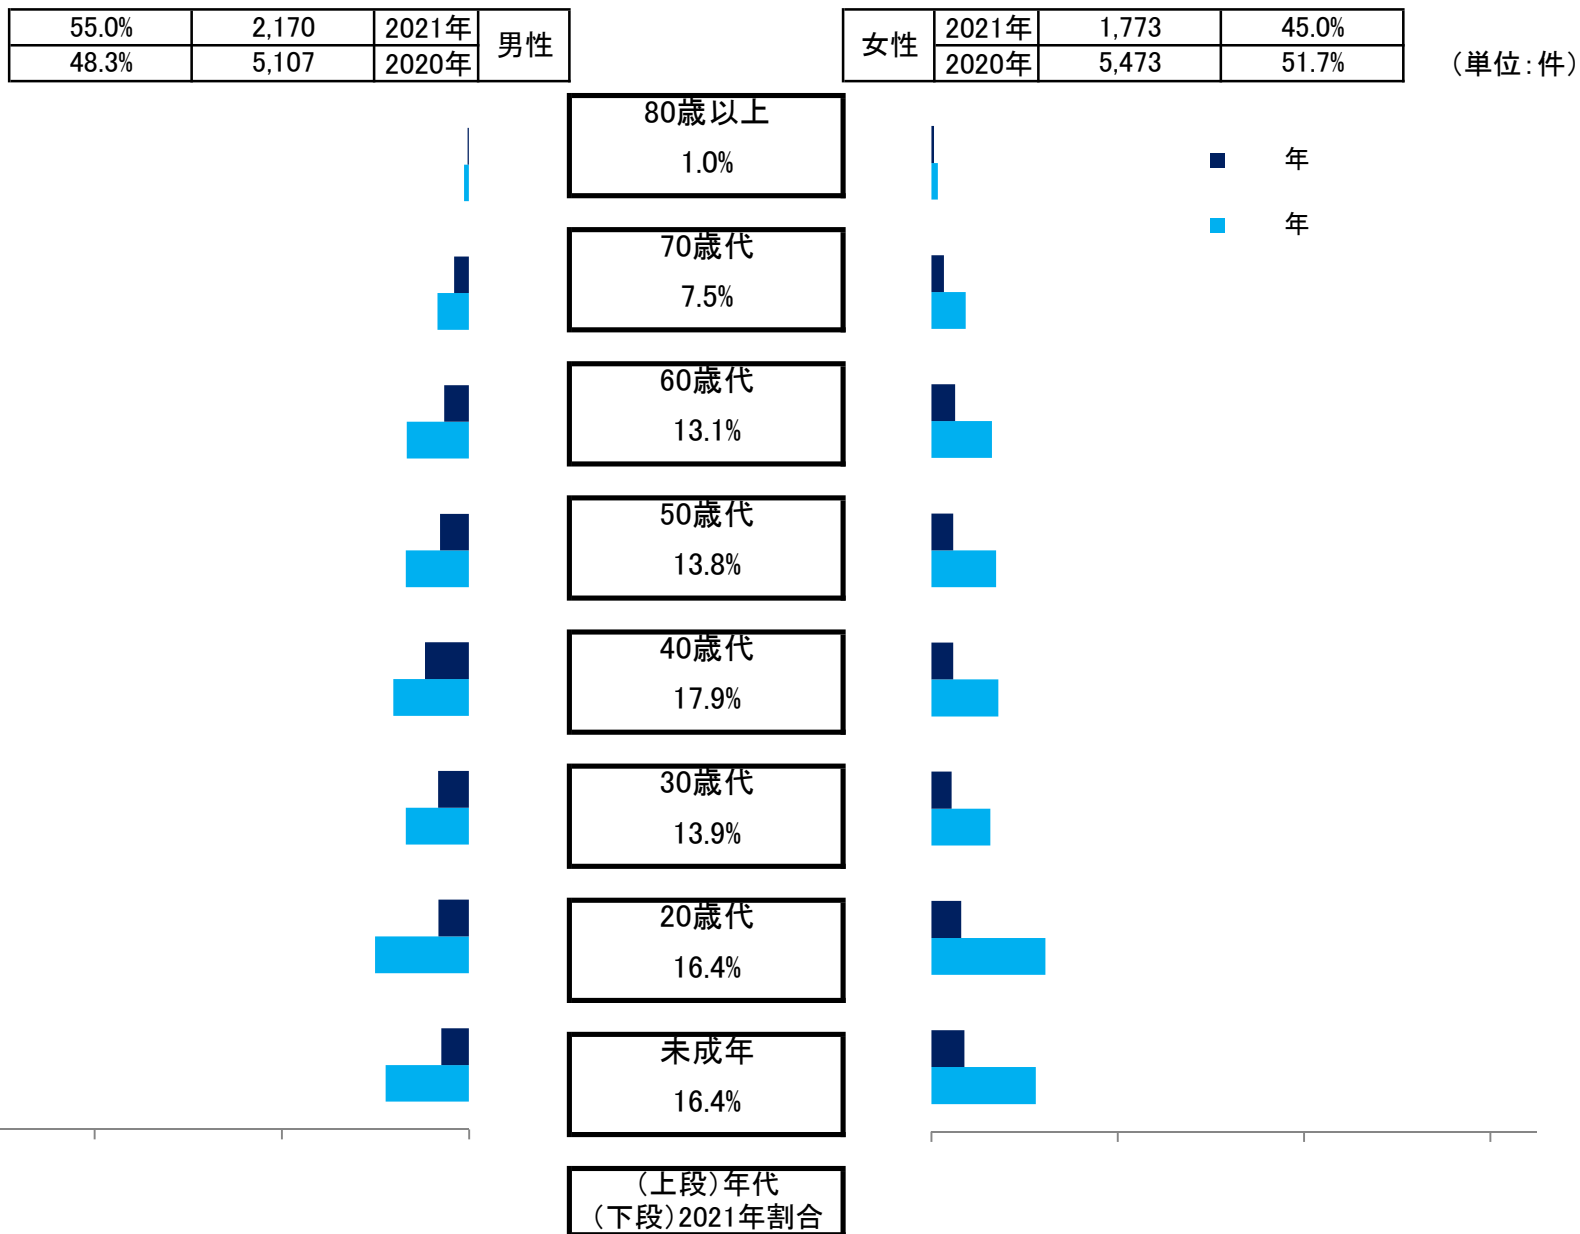 55.0% 2,170 2021年 男性
48.3% 5,107 2020年
女性 2021年 1,773 45.0%
2020年 5,473 51.7%
（単位：件）
80歳以上
1.0%
年
年
70歳代
7.5%
60歳代
13.1%
50歳代
13.8%
40歳代
17.9%
30歳代
13.9%
20歳代
16.4%
未成年
16.4%
（上段）年代
（下段）2021年割合